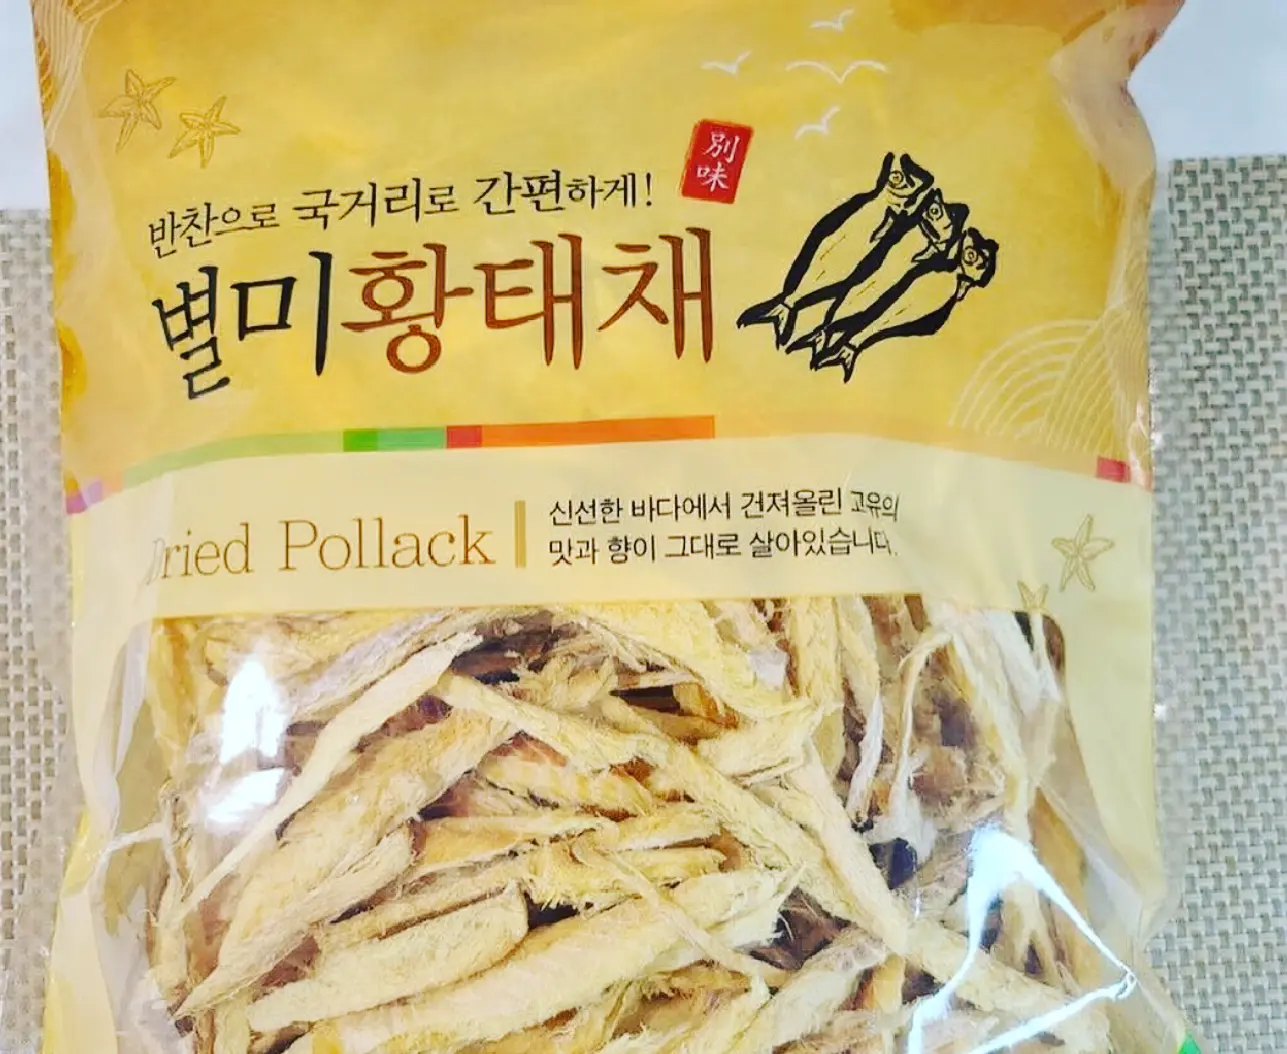 別味
반찬으로 국거리로 간편하게!
별미황태채
Dried Pollack
신선한 바다에서 건져올린 고유의
맛과 향이 그대로 살아있습니다.